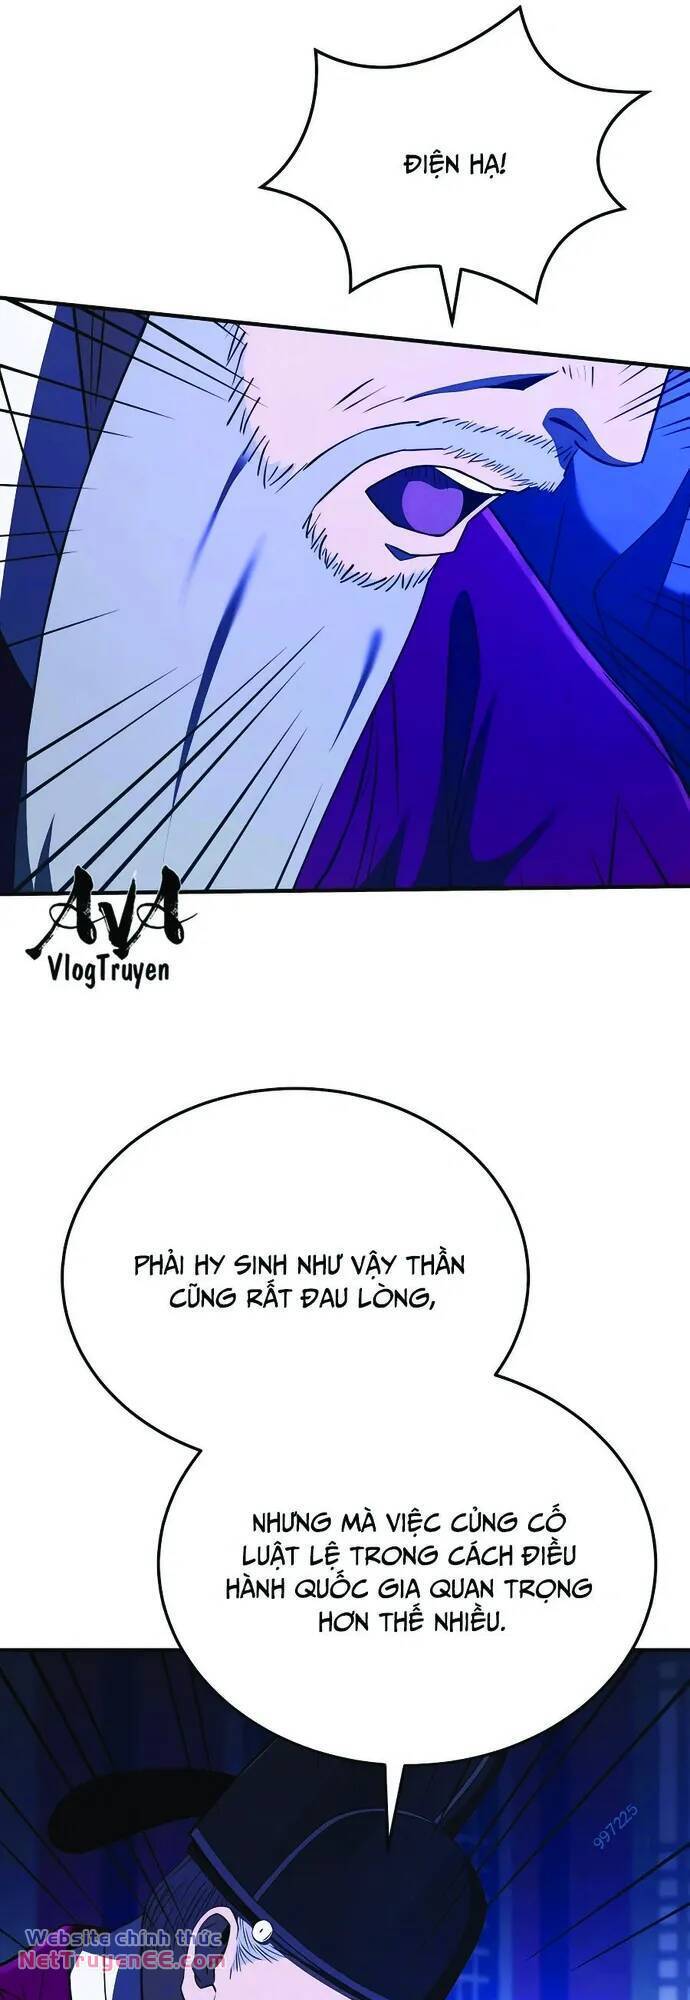 ĐIỆN HẠ!
AVA
VlogTruyen
PHẢI HY SINH NHƯ VẬY THẦN
CŨNG RẤT ĐAU LÒNG,
NHƯNG MÀ VIỆC CỦNG CỐ
LUẬT LỆ TRONG CÁCH ĐIỀU
HÀNH QUỐC GIA QUAN TRỌNG
HƠN THẾ NHIỀU.
997225
Website chính thức
NetTruyenEE.com